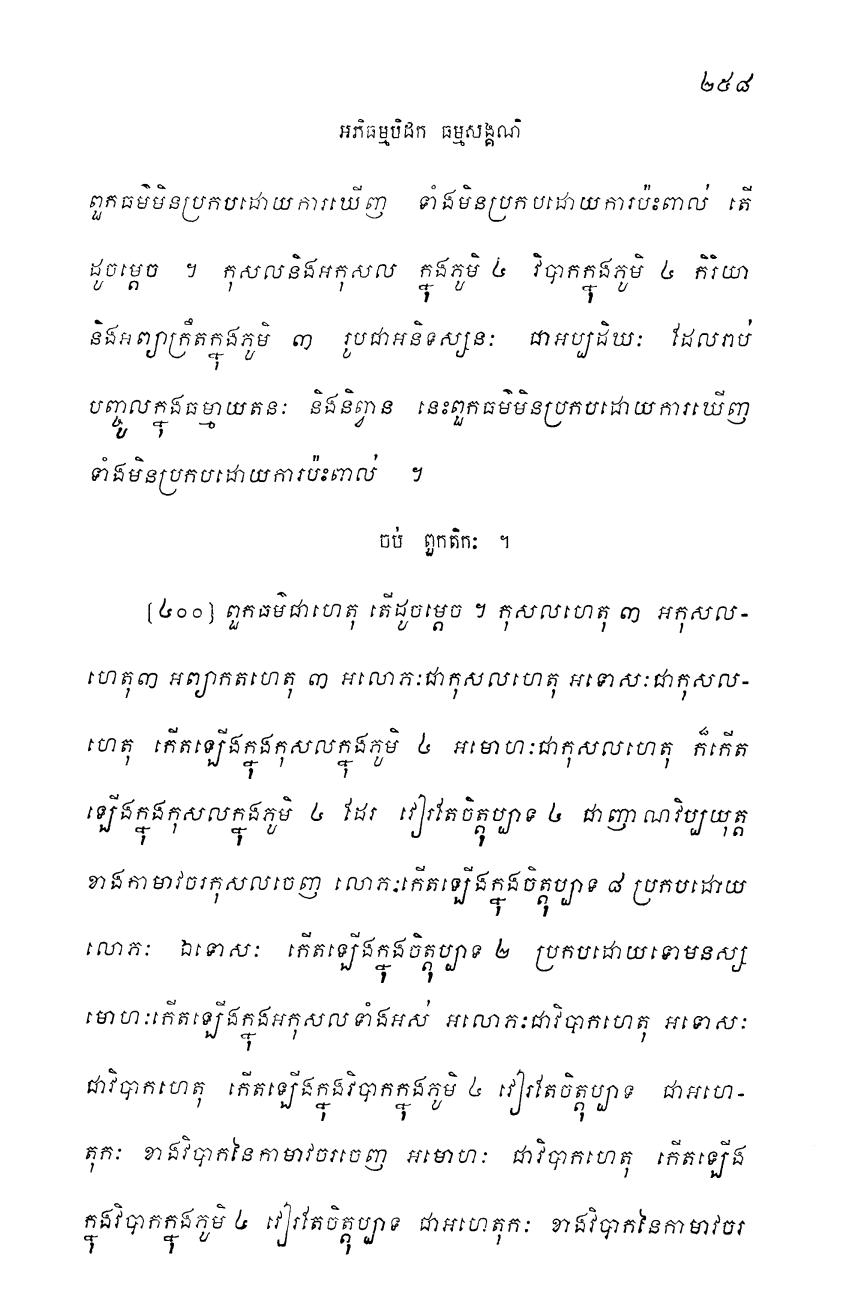 ២៥៨
អភិធម្មបិដក ធម្មសង្គណិ
ពួកធម៌មិនប្រកបដោយការឃើញ ទាំងមិនប្រកបដោយការប៉ះពាល់ តើ
ដូចម្តេច ។ កុសលនិងអកុសល ក្នុងភូមិ ៤ វិបាកក្នុងភូមិ ៤ កិរិយា
និងអព្យាក្រឹតក្នុងភូមិ ៣ រូបជាអនិទស្សនៈ ជាអប្បដិឃៈ ដែលរាប់
បញ្ចូលក្នុងធម្មាយតនៈ និងនិព្វាន នេះពួកធម៌មិនប្រកបដោយការឃើញ
ទាំងមិនប្រកបដោយការប៉ះពាល់ ។
ចប់ ពួកតិកៈ ។
[៤០០] ពួកធម៌ជាហេតុ តើដូចម្តេច ។ កុសលហេតុ ៣ អកុសល-
ហេតុ៣ អព្យាកតហេតុ ៣ អលោភៈជាកុសលហេតុ អទោសៈជាកុសល-
ហេតុ កើតឡើងក្នុងកុសលក្នុងភូមិ ៤ អមោហៈជាកុសលហេតុ ក៏កើត
ឡើងក្នុងកុសលក្នុងភូមិ ៤ ដែរ វៀរតែចិត្តុប្បាទ ៤ ជាញាណវិប្បយុត្ត
ខាងកាមាវចរកុសលចេញ លោភៈកើតឡើងក្នុងចិត្តុប្បាទ ៨ ប្រកបដោយ
លោភៈ ឯទោសៈ កើតឡើងក្នុងចិត្តុប្បាទ ២ ប្រកបដោយទោមនស្ស
មោហៈកើតឡើងក្នុងអកុសលទាំងអស់ អលោភៈជាវិបាកហេតុ អទោសៈ
ជាវិបាកហេតុ កើតឡើងក្នុងវិបាកក្នុងភូមិ ៤ វៀរតែចិត្តុប្បាទ ជាអហេ-
តុកៈ ខាងវិបាកនៃកាមាវចរចេញ អមោហៈ ជាវិបាកហេតុ កើតឡើង
ក្នុងវិបាកក្នុងភូមិ ៤ វៀរតែចិត្តុប្បាទ ជាអហេតុកៈ ខាងវិបាកនៃកាមាវចរ